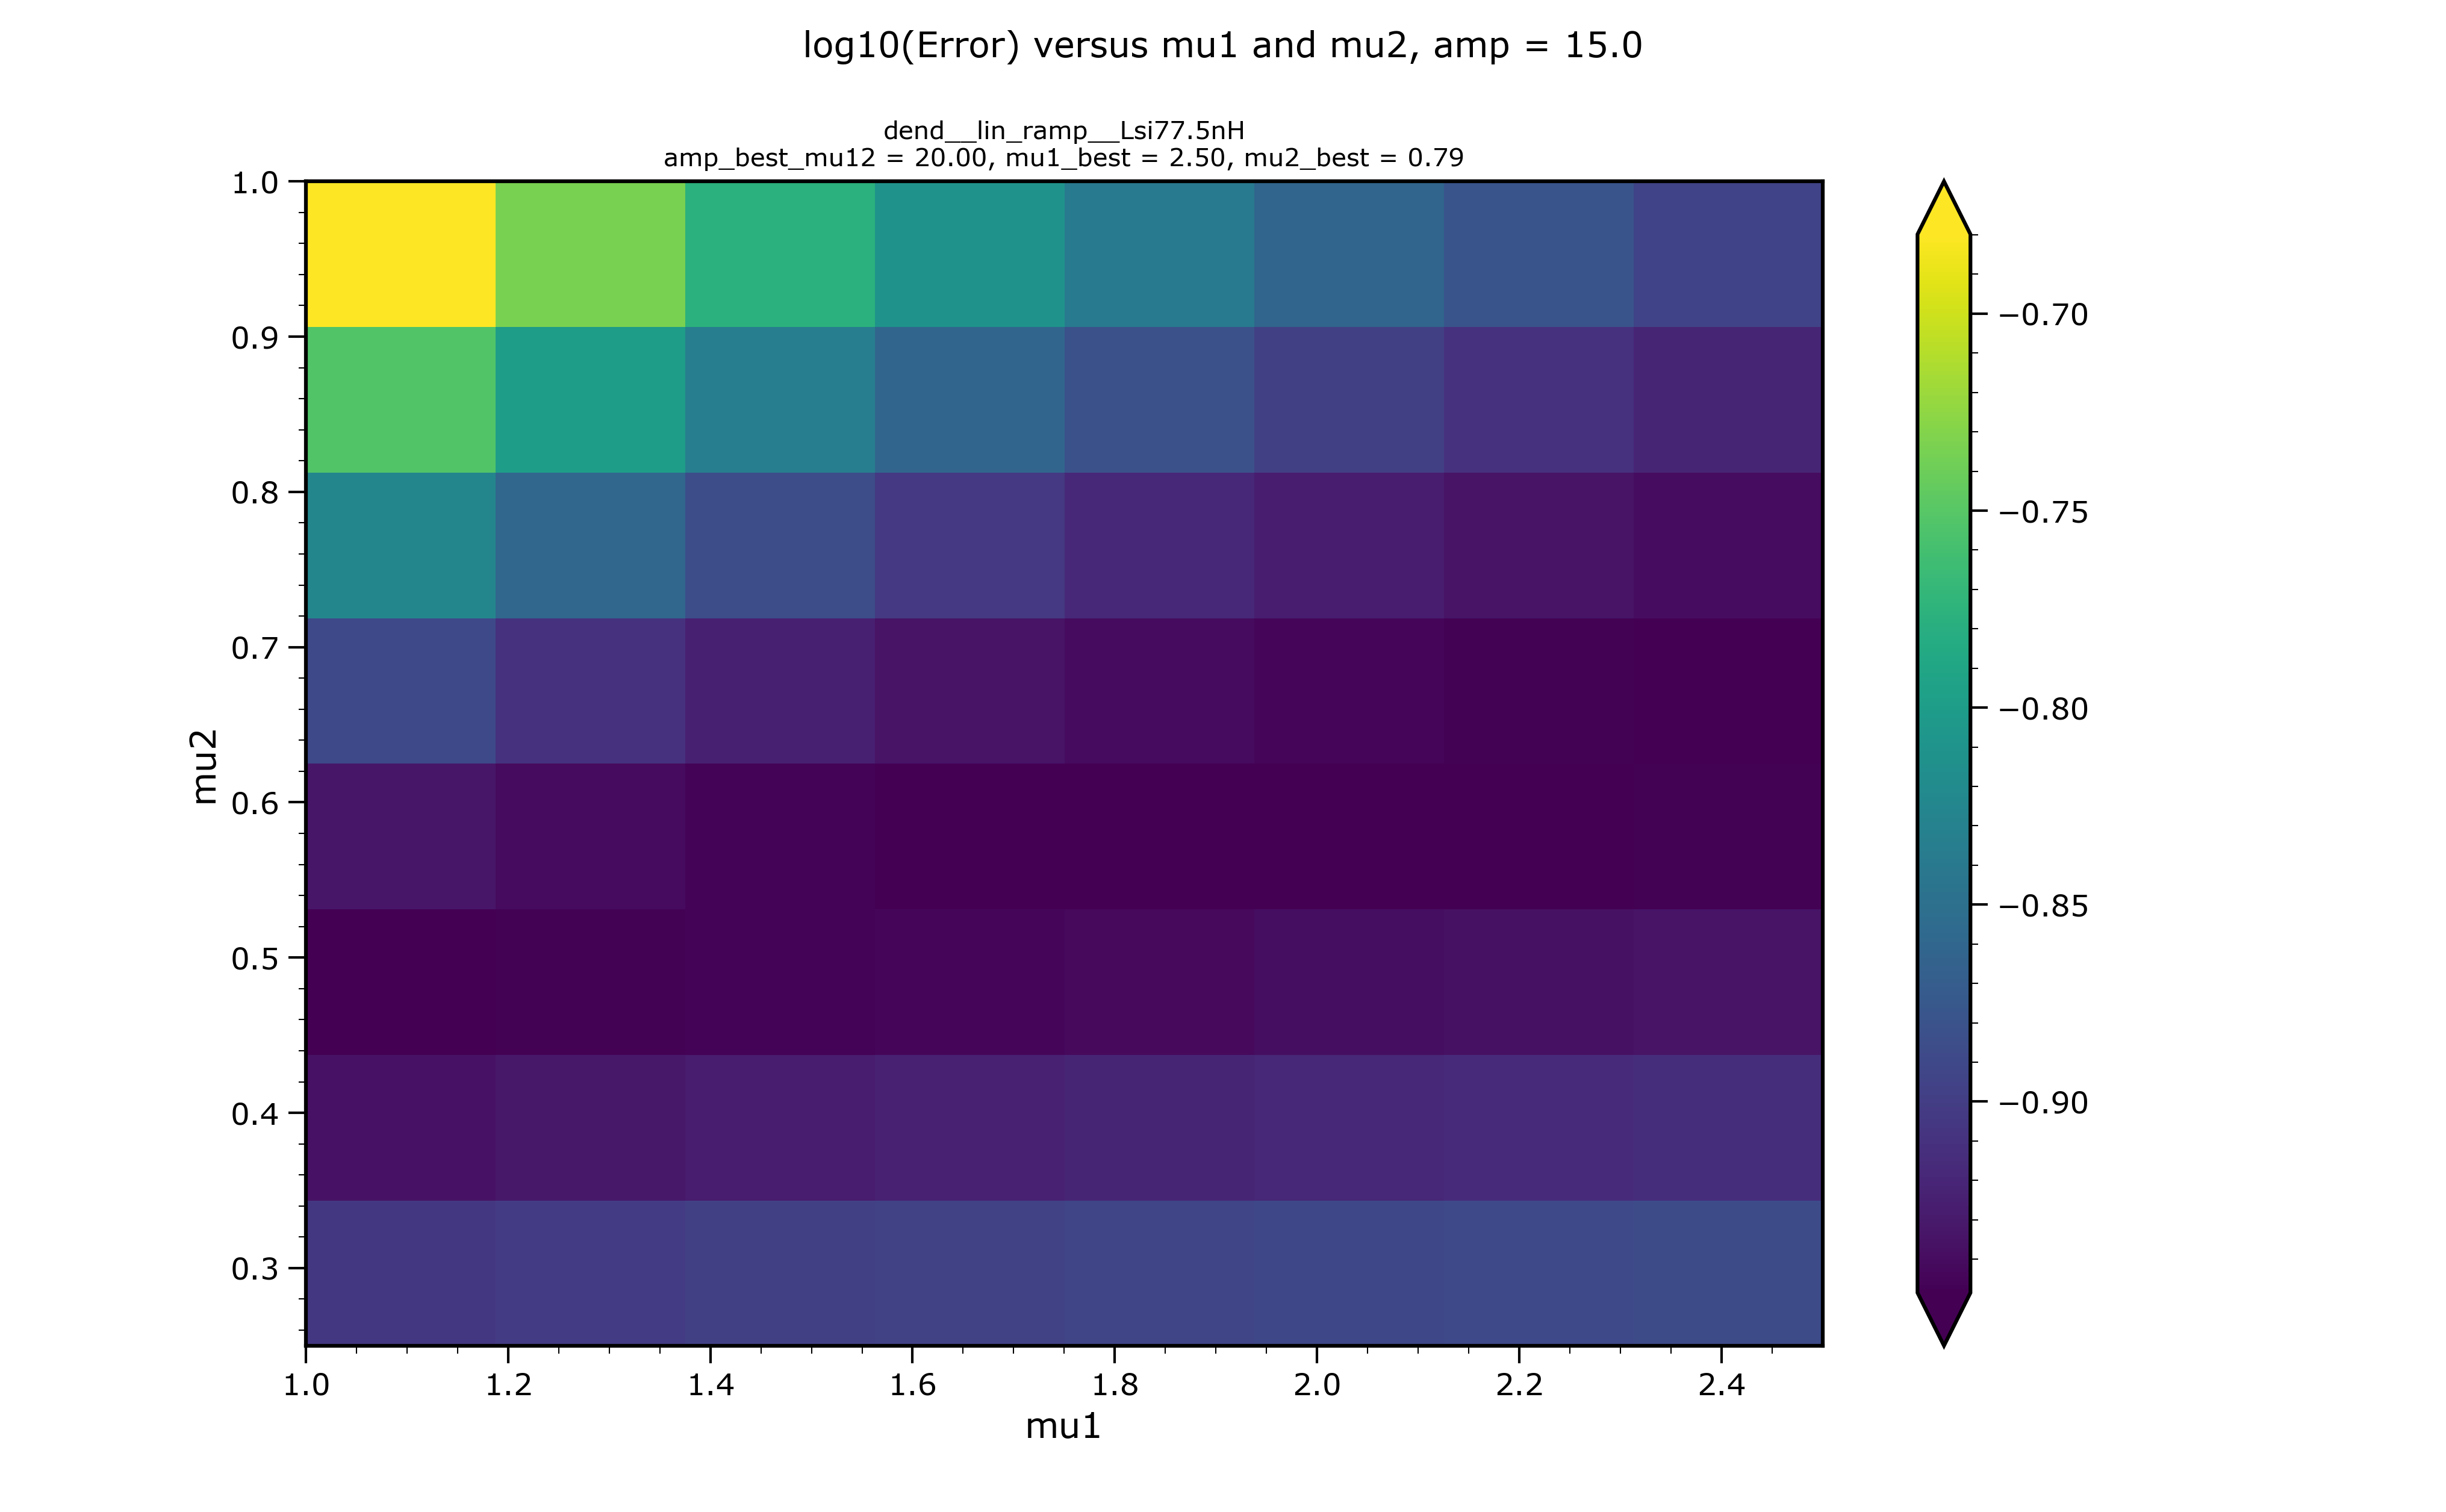 log10(Error) versus mu1 and mu2, amp = 15.0
dend__lin_ramp__Lsi77.5nH
amp_best_mu12 = 20.00, mu1_best = 2.50, mu2_best = 0.79
1.0
0.9
0.8
0.7
0.6
0.5
0.4
0.3
mu2
1.0 1.2 1.4 1.6 1.8 2.0 2.2 2.4
mu1
−0.70
−0.75
−0.80
−0.85
−0.90